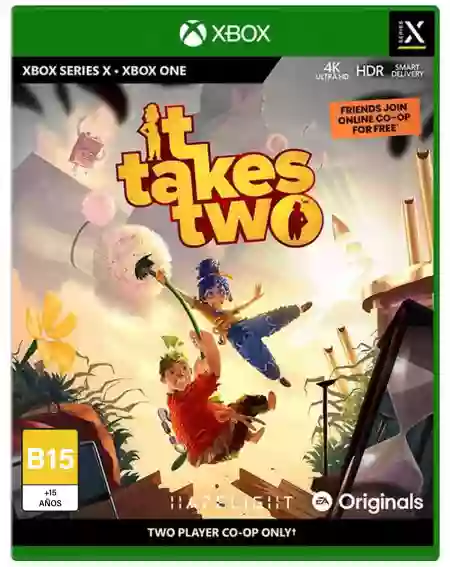 XBOX
SERIES
X
XBOX SERIES X • XBOX ONE
4K
ULTRA HD
HDR
SMART
DELIVERY
FRIENDS JOIN
ONLINE CO-OP
FOR FREE*
it
takes
two
B15
+15
AÑOS
HAZELIGHT
EA Originals
TWO PLAYER CO-OP ONLY†